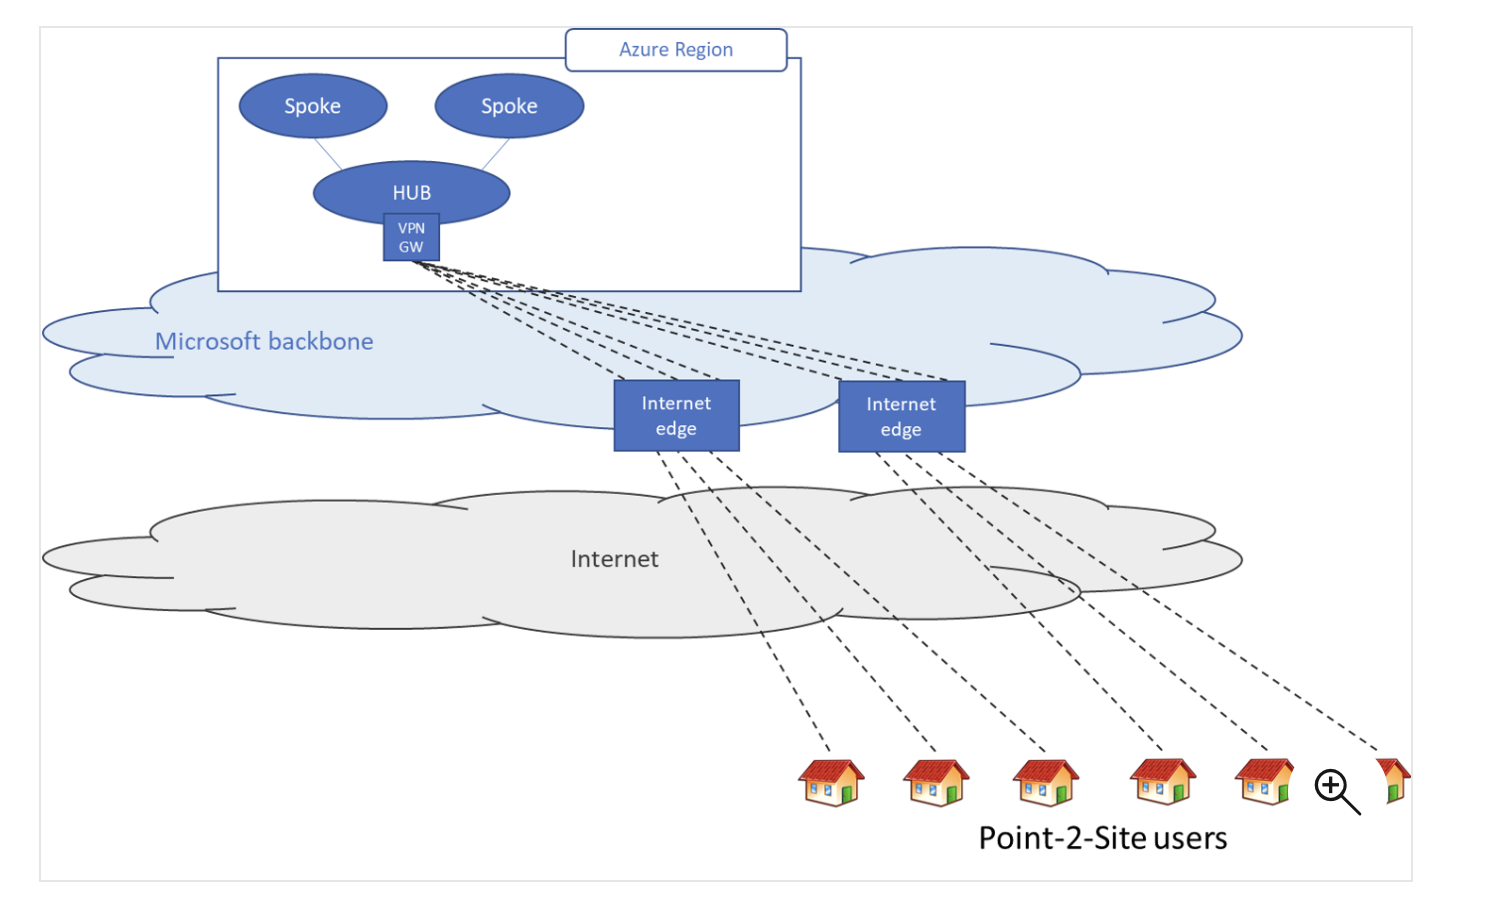 Azure Region
Spoke
Spoke
HUB
VPN
GW
Microsoft backbone
Internet
edge
Internet
edge
Internet
Point-2-Site users